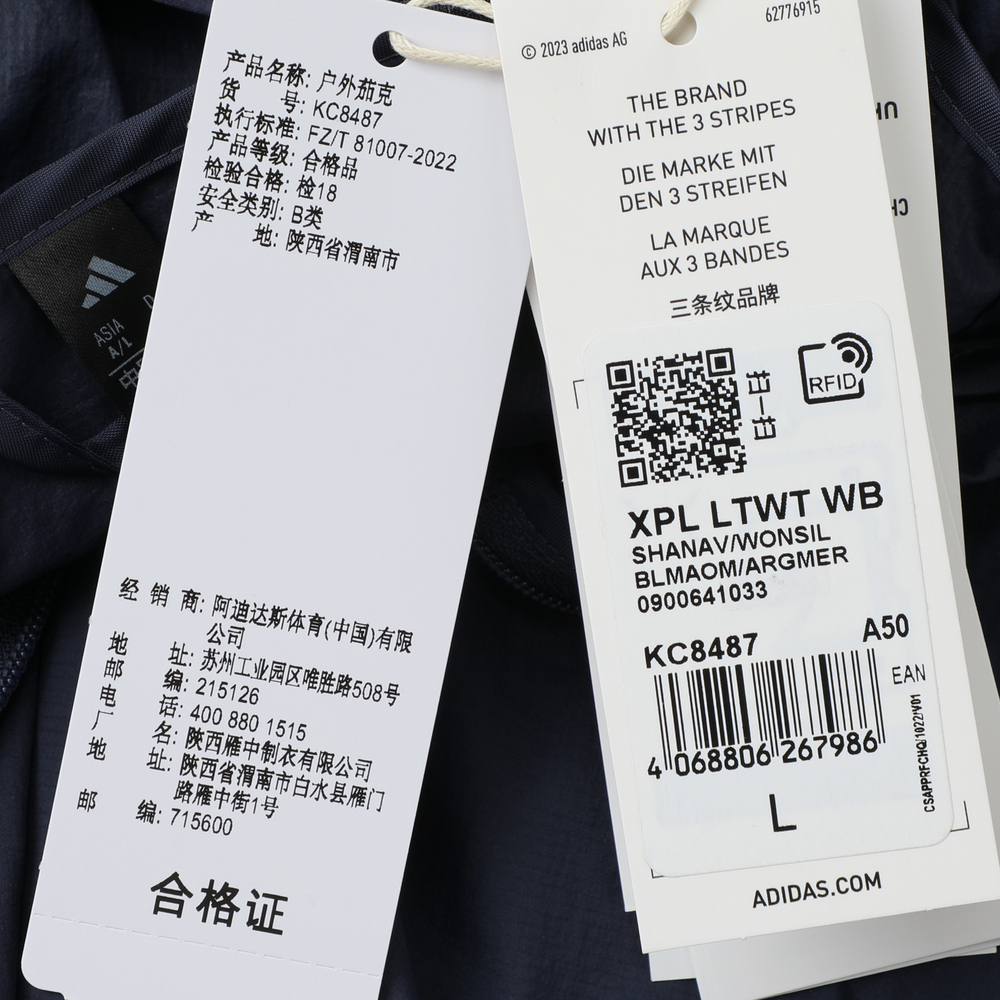 产品名称: 户外茄克
货 号: KC8487
执行标准: FZ/T 81007-2022
产品等级: 合格品
检验合格: 检18
安全类别: B类
产 地: 陕西省渭南市
经 销 商: 阿迪达斯体育(中国)有限
公司
地 址: 苏州工业园区唯胜路508号
邮 编: 215126
电 话: 400 880 1515
厂 名: 陕西雁中制衣有限公司
地 址: 陕西省渭南市白水县雁门
路雁中街1号
邮 编: 715600
合格证
ASIA
A/L
© 2023 adidas AG
62776915
THE BRAND
WITH THE 3 STRIPES
DIE MARKE MIT
DEN 3 STREIFEN
LA MARQUE
AUX 3 BANDES
三条纹品牌
RFID
XPL LTWT WB
SHANAV/WONSIL
BLMAOM/ARGMER
0900641033
KC8487 A50
EAN
4 068806 267986
CSAPPRFCHQ/1022/V01
L
ADIDAS.COM